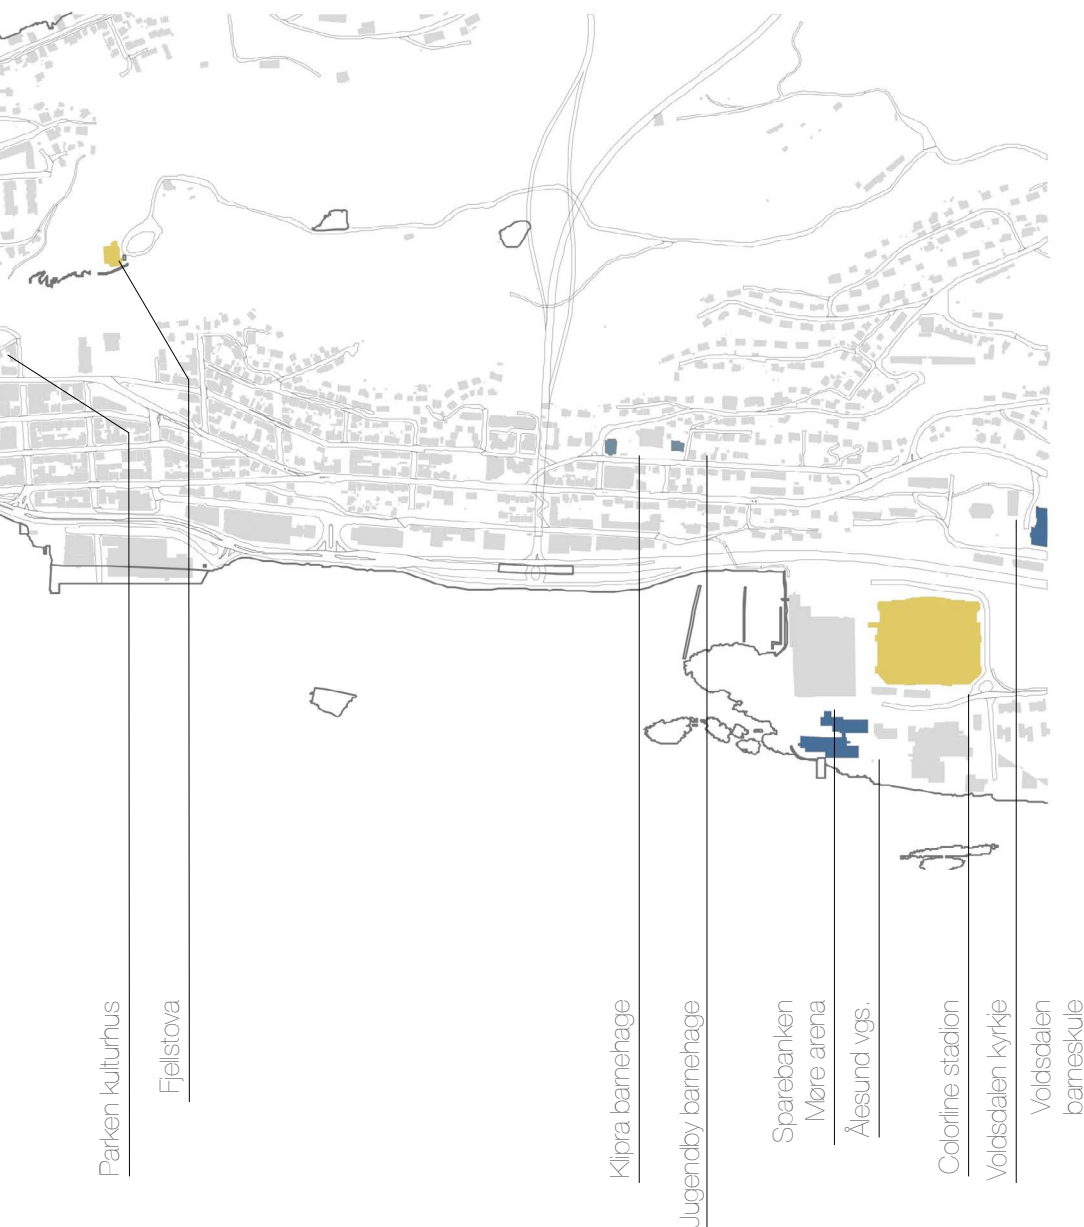 Parken kulturhus
Fjellstova
Klipra barnehage
Jugendby barnehage
Sparebanken
Møre arena
Ålesund vgs.
Colorline stadion
Voldsdalen kyrkje
Voldsdalen
barneskule